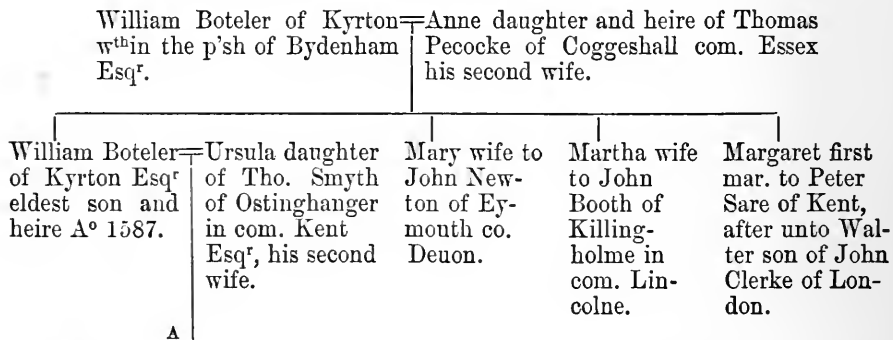 William Boteler of Kyrton
wᵗʰin the p'sh of Bydenham
Esqʳ.
Anne daughter and heire of Thomas
Pecocke of Coggeshall com. Essex
his second wife.
William Boteler
of Kyrton Esqʳ
eldest son and
heire Aᵒ 1587.
Ursula daughter
of Tho. Smyth
of Ostinghanger
in com. Kent
Esqʳ, his second
wife.
Mary wife to
John New-
ton of Ey-
mouth co.
Deuon.
Martha wife
to John
Booth of
Killing-
holme in
com. Lin-
colne.
Margaret first
mar. to Peter
Sare of Kent,
after unto Wal-
ter son of John
Clerke of Lon-
don.
A